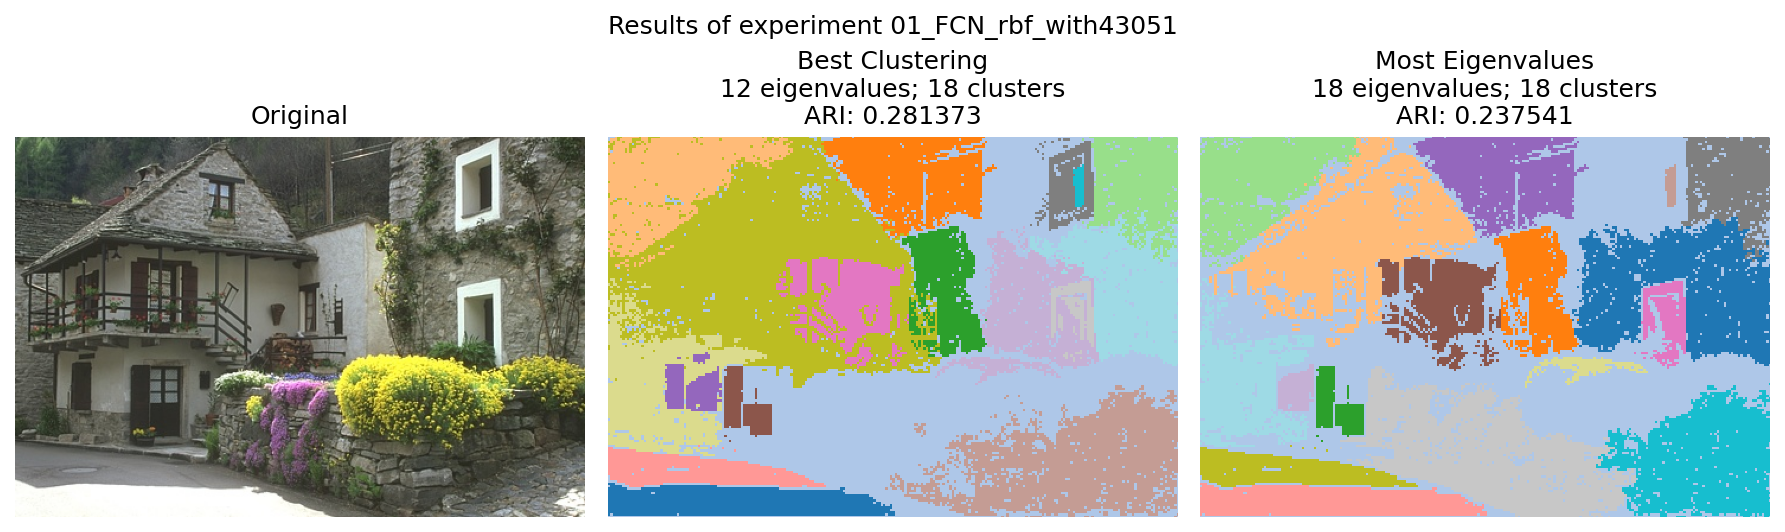 Results of experiment 01_FCN_rbf_with43051
Original
Best Clustering
12 eigenvalues; 18 clusters
ARI: 0.281373
Most Eigenvalues
18 eigenvalues; 18 clusters
ARI: 0.237541